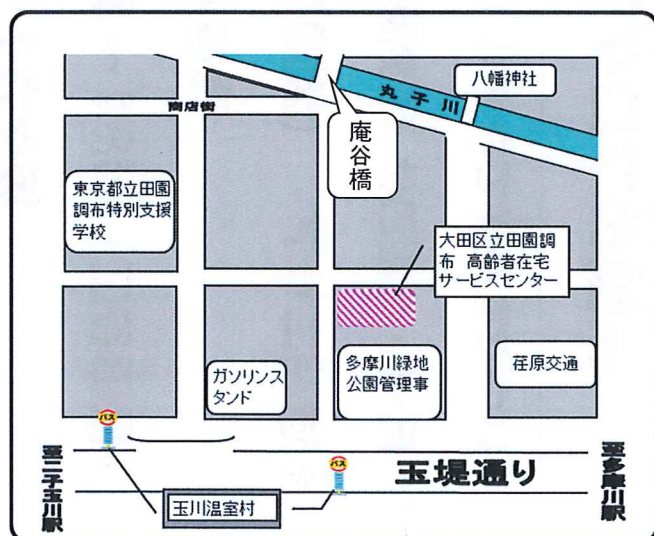 八幡神社
丸子川
商店街
庵谷橋
東京都立田園
調布特別支援
学校
大田区立田園調
布 高齢者在宅
サービスセンター
ガソリンス
タンド
多摩川緑地
公園管理事
荏原交通
バス
バス
至二子玉川駅
玉堤通り
至多摩川駅
玉川温室村